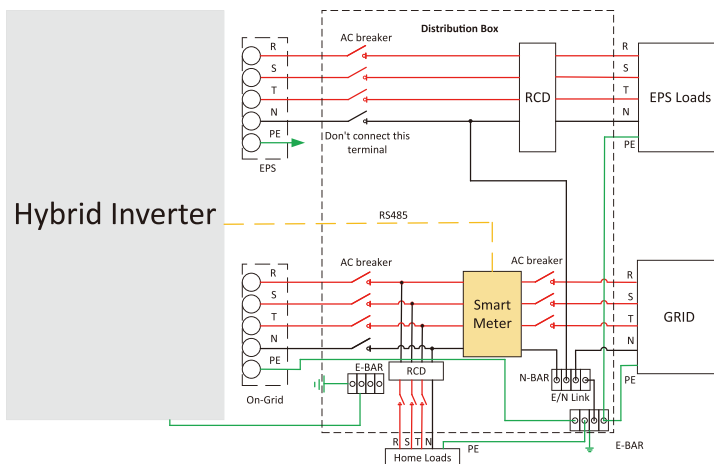 Distribution Box
AC breaker
R
S
T
N
PE
EPS
Don't connect this
terminal
RCD
R
S
T
N
PE
EPS Loads
Hybrid Inverter
RS485
AC breaker
AC breaker
R
S
T
N
PE
On-Grid
Smart
Meter
R
S
T
N
PE
GRID
E-BAR
RCD
N-BAR
E/N Link
R S T N
PE
E-BAR
Home Loads